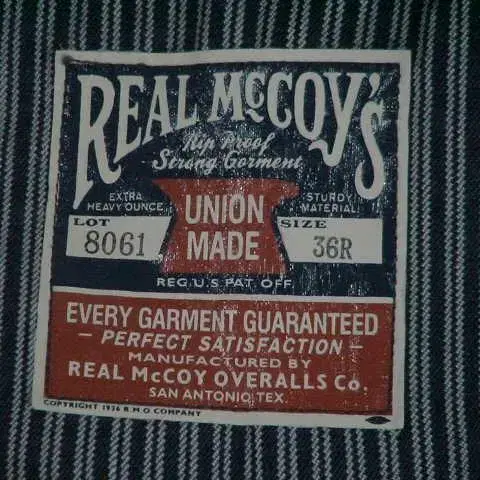 REAL McCOY's
Rip Proof
Strong Garment
EXTRA
HEAVY OUNCE
STURDY
MATERIAL
UNION
MADE
LOT
8061
SIZE
36R
REG. U.S. PAT. OFF.
EVERY GARMENT GUARANTEED
– PERFECT SATISFACTION –
MANUFACTURED BY
REAL McCOY OVERALLS Co.
SAN ANTONIO TEX.
COPYRIGHT 1936 R.M.O COMPANY